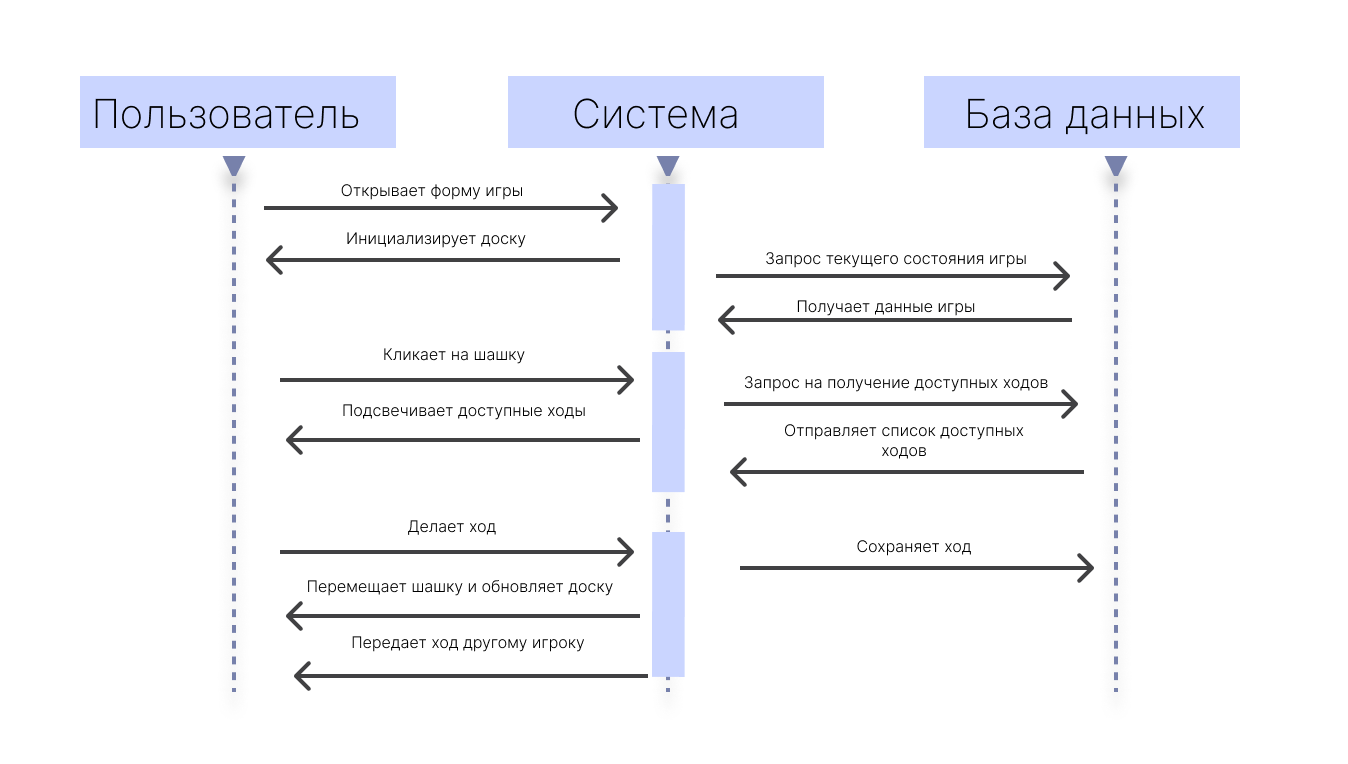 Пользователь
Система
База данных
Открывает форму игры
Инициализирует доску
Запрос текущего состояния игры
Получает данные игры
Кликает на шашку
Запрос на получение доступных ходов
Подсвечивает доступные ходы
Отправляет список доступных
ходов
Делает ход
Сохраняет ход
Перемещает шашку и обновляет доску
Передает ход другому игроку